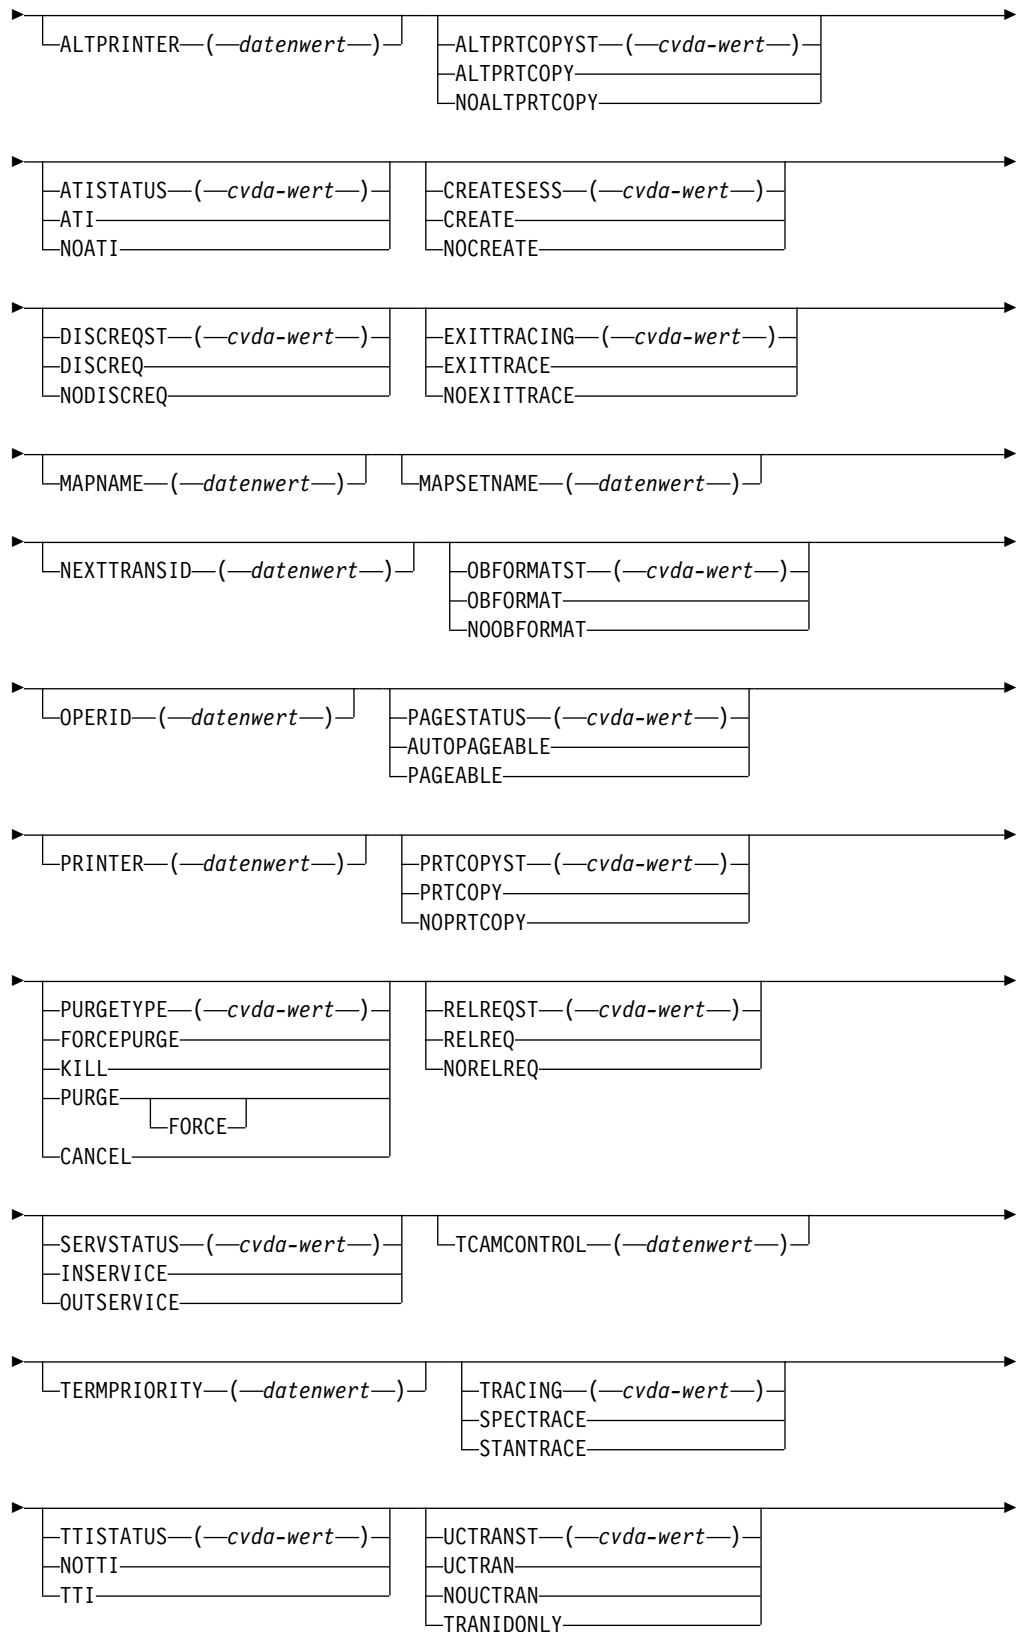 ALTPRINTER ( datenwert ) ALTPRTCOPYST ( cvda-wert )
ALTPRTCOPY
NOALTPRTCOPY
ATISTATUS ( cvda-wert ) CREATESESS ( cvda-wert )
ATI CREATE
NOATI NOCREATE
DISCREQST ( cvda-wert ) EXITTRACING ( cvda-wert )
DISCREQ EXITTRACE
NODISCREQ NOEXITTRACE
MAPNAME ( datenwert ) MAPSETNAME ( datenwert )
NEXTTRANSID ( datenwert ) OBFORMATST ( cvda-wert )
OBFORMAT
NOOBFORMAT
OPERID ( datenwert ) PAGESTATUS ( cvda-wert )
AUTOPAGEABLE
PAGEABLE
PRINTER ( datenwert ) PRTCOPYST ( cvda-wert )
PRTCOPY
NOPRTCOPY
PURGETYPE ( cvda-wert ) RELREQST ( cvda-wert )
FORCEPURGE RELREQ
KILL NORELREQ
PURGE
FORCE
CANCEL
SERVSTATUS ( cvda-wert ) TCAMCONTROL ( datenwert )
INSERVICE
OUTSERVICE
TERMPRIORITY ( datenwert ) TRACING ( cvda-wert )
SPECTRACE
STANTRACE
TTISTATUS ( cvda-wert ) UCTRANST ( cvda-wert )
NOTTI UCTRAN
TTI NOUCTRAN
TRANIDONLY